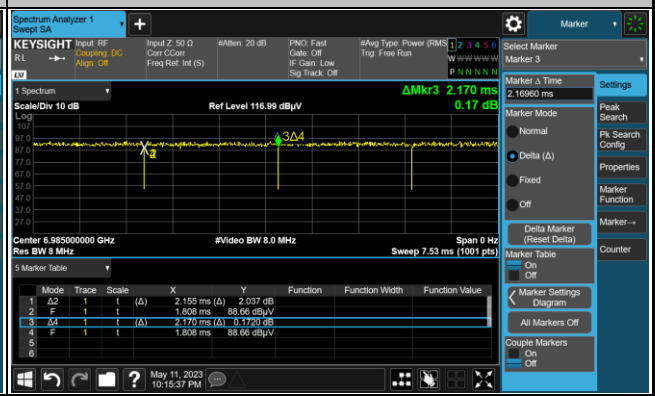 Spectrum Analyzer 1
Swept SA
+
Marker
KEYSIGHT
RL
Input: RF
Coupling: DC
Align: Off
Input Z: 50 Ω
Corr CCorr
Freq Ref: Int (S)
#Atten: 20 dB
PNO: Fast
Gate: Off
IF Gain: Low
Sig Track: Off
#Avg Type: Power (RMS
Trig: Free Run
1 2 3 4 5 6
W W W W W W
P N N N N N
Select Marker
Marker 3
1 Spectrum
Scale/Div 10 dB
Log
Ref Level 116.99 dBµV
ΔMkr3 2.170 ms
0.17 dB
107
97.0
87.0
77.0
67.0
57.0
47.0
37.0
27.0
3Δ4
Center 6.985000000 GHz
Res BW 8 MHz
#Video BW 8.0 MHz
Span 0 Hz
Sweep 7.53 ms (1001 pts)
5 Marker Table
Mode Trace Scale X Y Function Function Width Function Value
1 Δ2 1 t (Δ) 2.155 ms (Δ) 2.037 dB
2 F 1 t 1.808 ms 88.66 dBµV
3 Δ4 1 t (Δ) 2.170 ms (Δ) 0.1720 dB
4 F 1 t 1.808 ms 88.66 dBµV
5
6
Marker Δ Time
2.16960 ms
Marker Mode
Normal
Delta (Δ)
Fixed
Off
Delta Marker
(Reset Delta)
Marker Table
On
Off
Marker Settings
Diagram
All Markers Off
Couple Markers
On
Off
Settings
Peak
Search
Pk Search
Config
Properties
Marker
Function
Marker→
Counter
?
May 11, 2023
10:15:37 PM